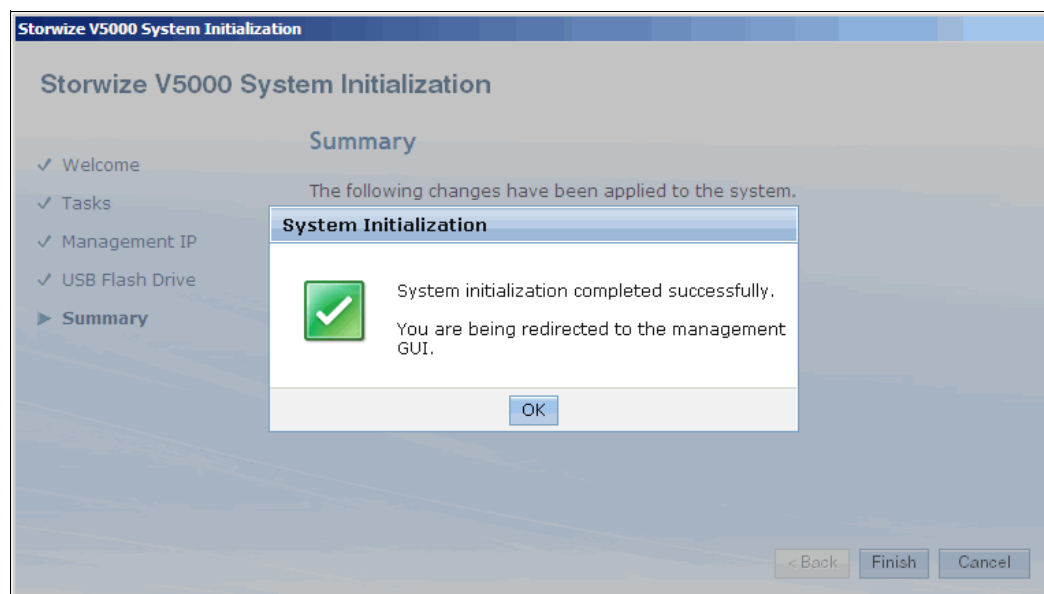 Storwize V5000 System Initialization
Storwize V5000 System Initialization
✓ Welcome
✓ Tasks
✓ Management IP
✓ USB Flash Drive
▶ Summary
Summary
The following changes have been applied to the system.
System Initialization
System initialization completed successfully.
You are being redirected to the management
GUI.
OK
< Back Finish Cancel